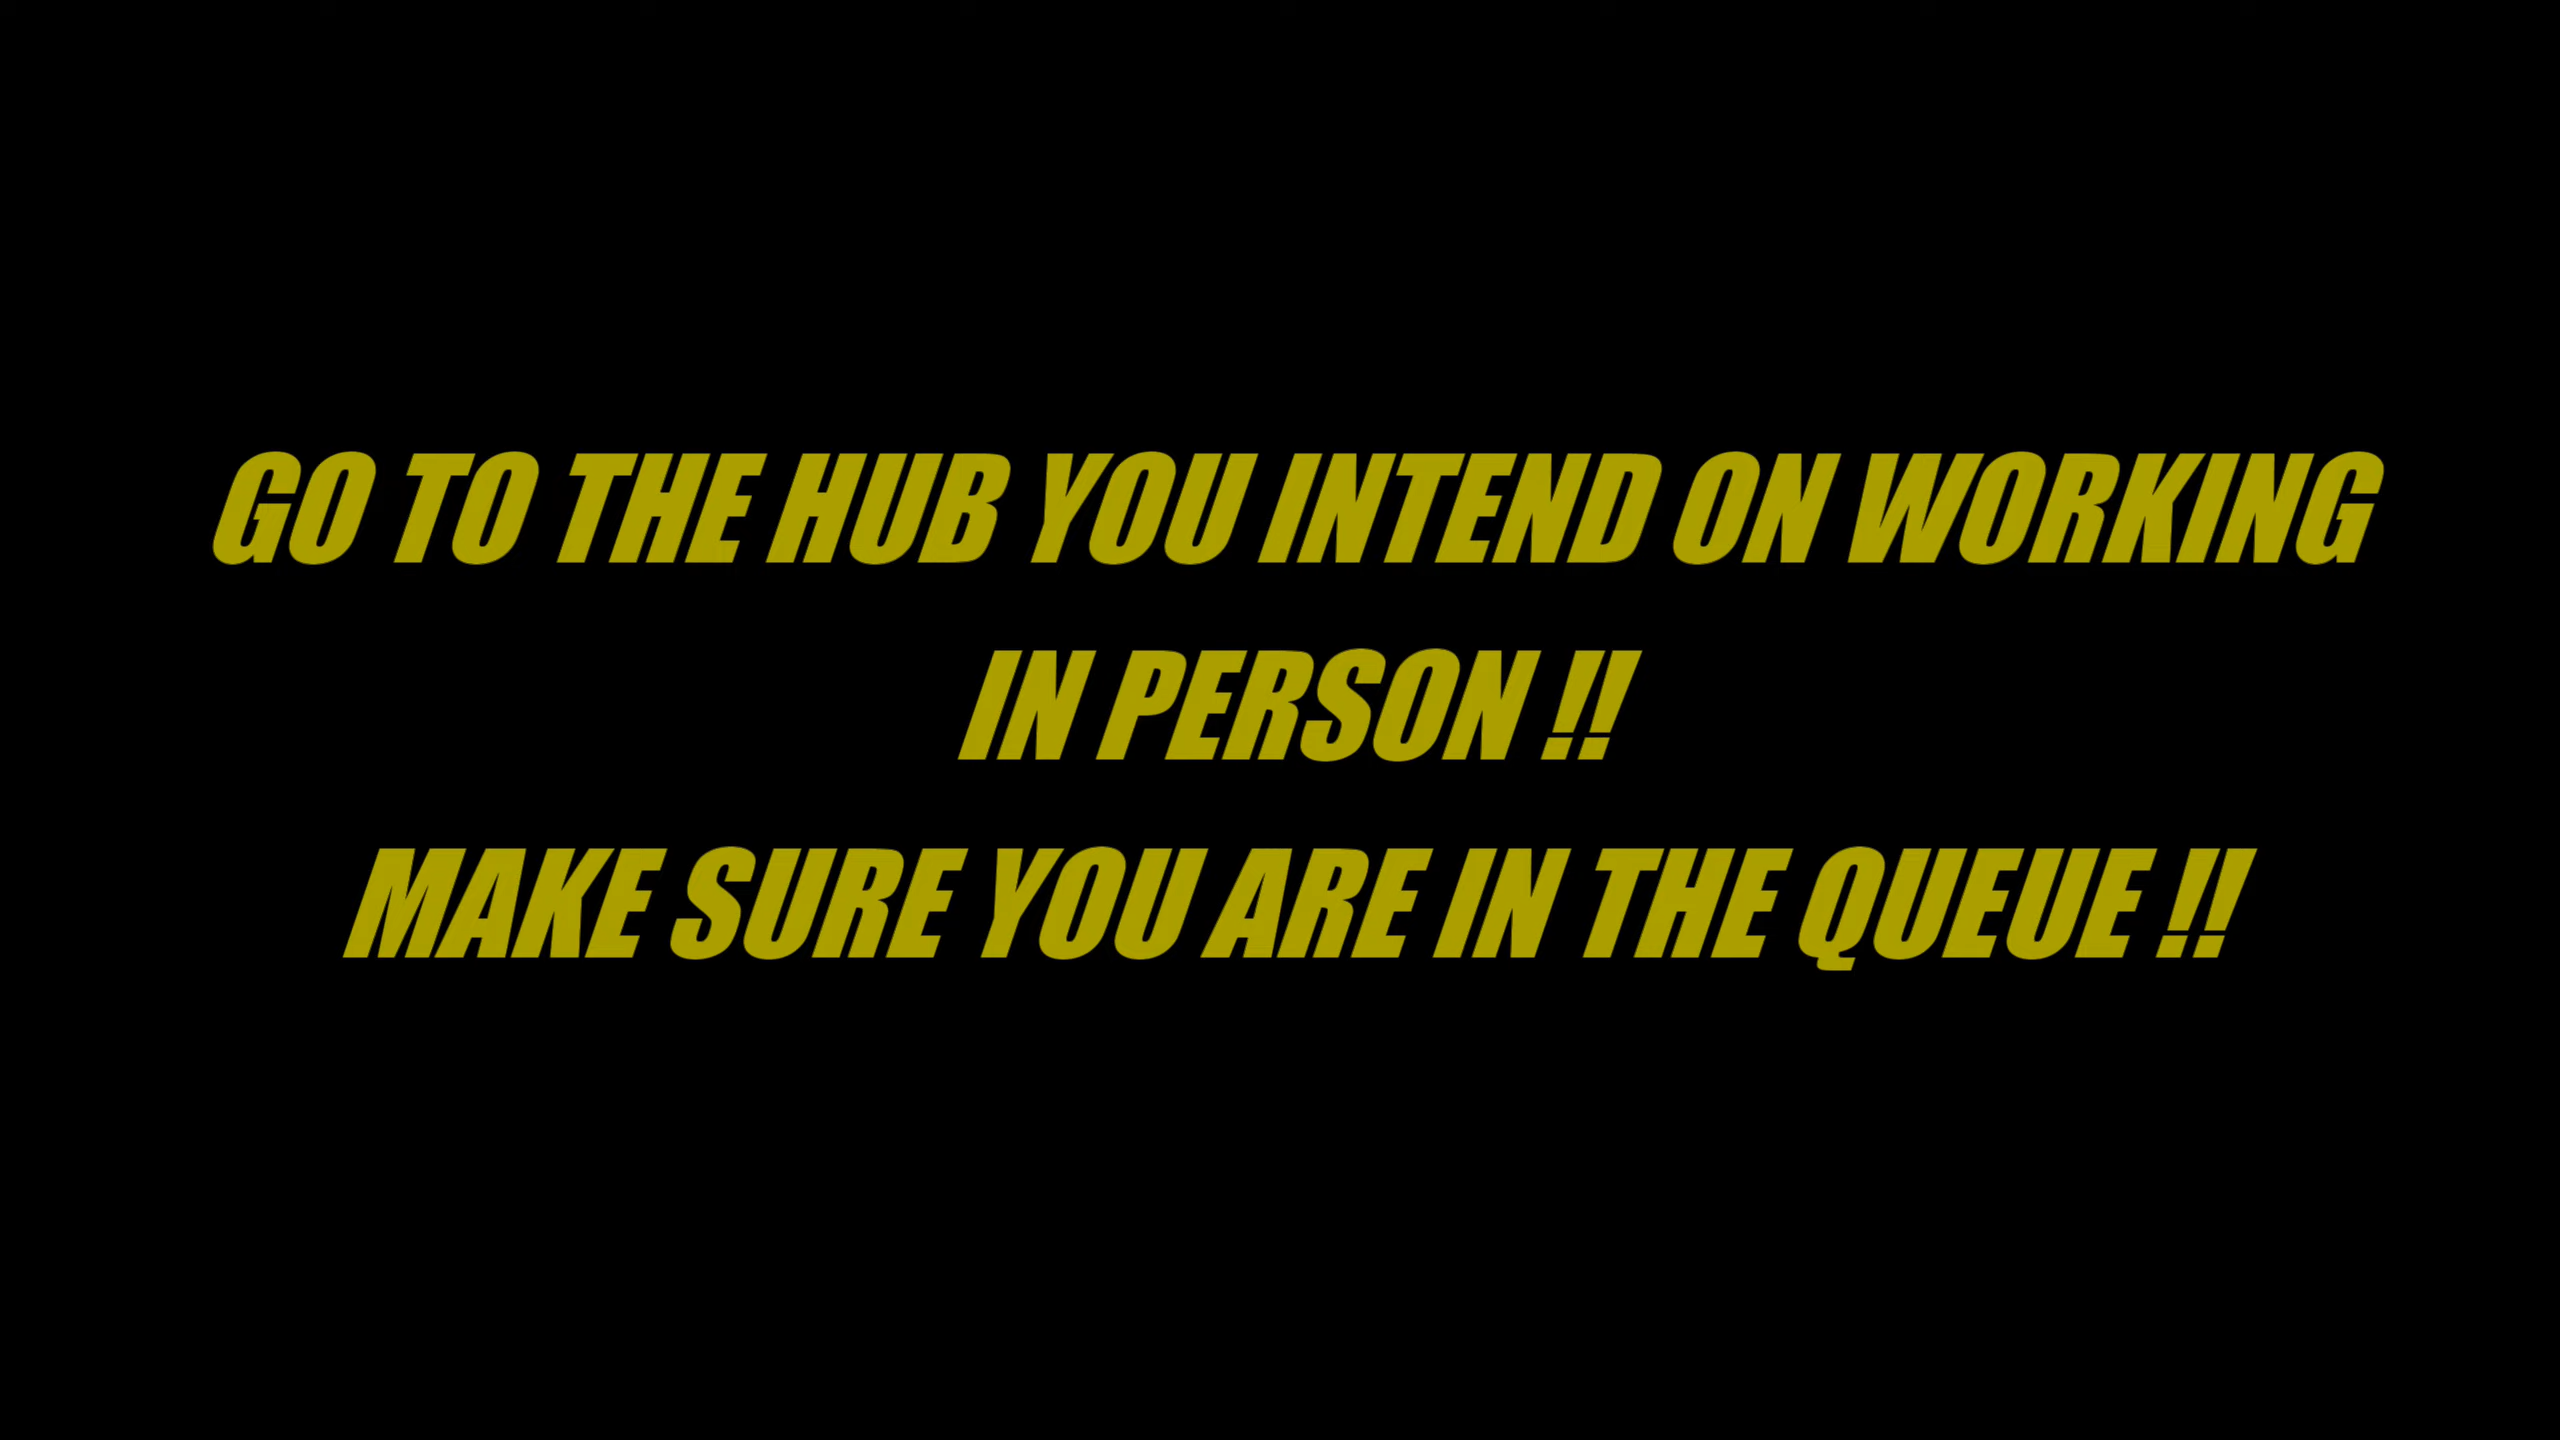 GO TO THE HUB YOU INTEND ON WORKING
IN PERSON !!
MAKE SURE YOU ARE IN THE QUEUE !!